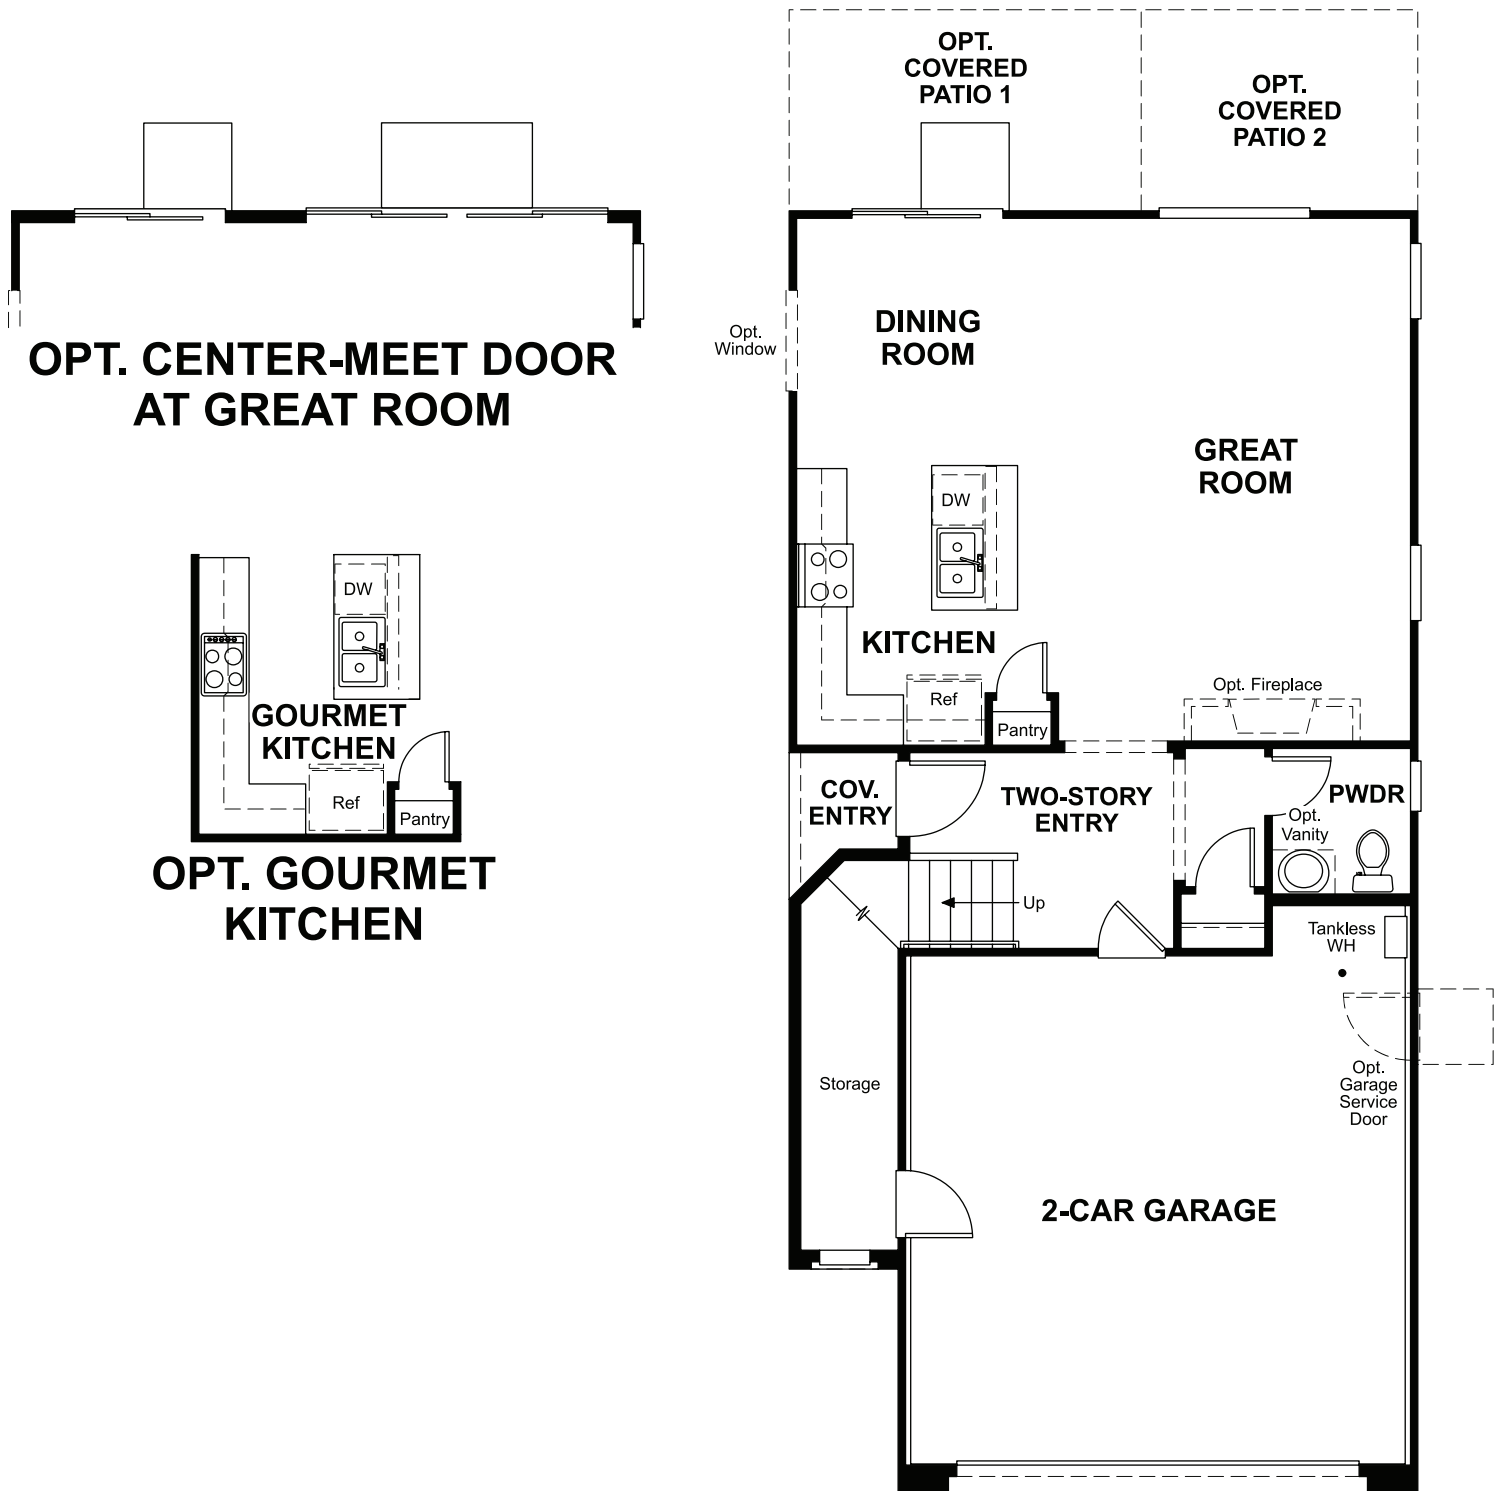 OPT. CENTER-MEET DOOR
AT GREAT ROOM
DW
GOURMET
KITCHEN
Ref
Pantry
OPT. GOURMET
KITCHEN
OPT.
COVERED
PATIO 1
OPT.
COVERED
PATIO 2
Opt.
Window
DINING
ROOM
GREAT
ROOM
DW
KITCHEN
Ref
Pantry
Opt. Fireplace
COV.
ENTRY
TWO-STORY
ENTRY
PWDR
Opt.
Vanity
Up
Tankless
WH
Opt.
Garage
Service
Door
Storage
2-CAR GARAGE